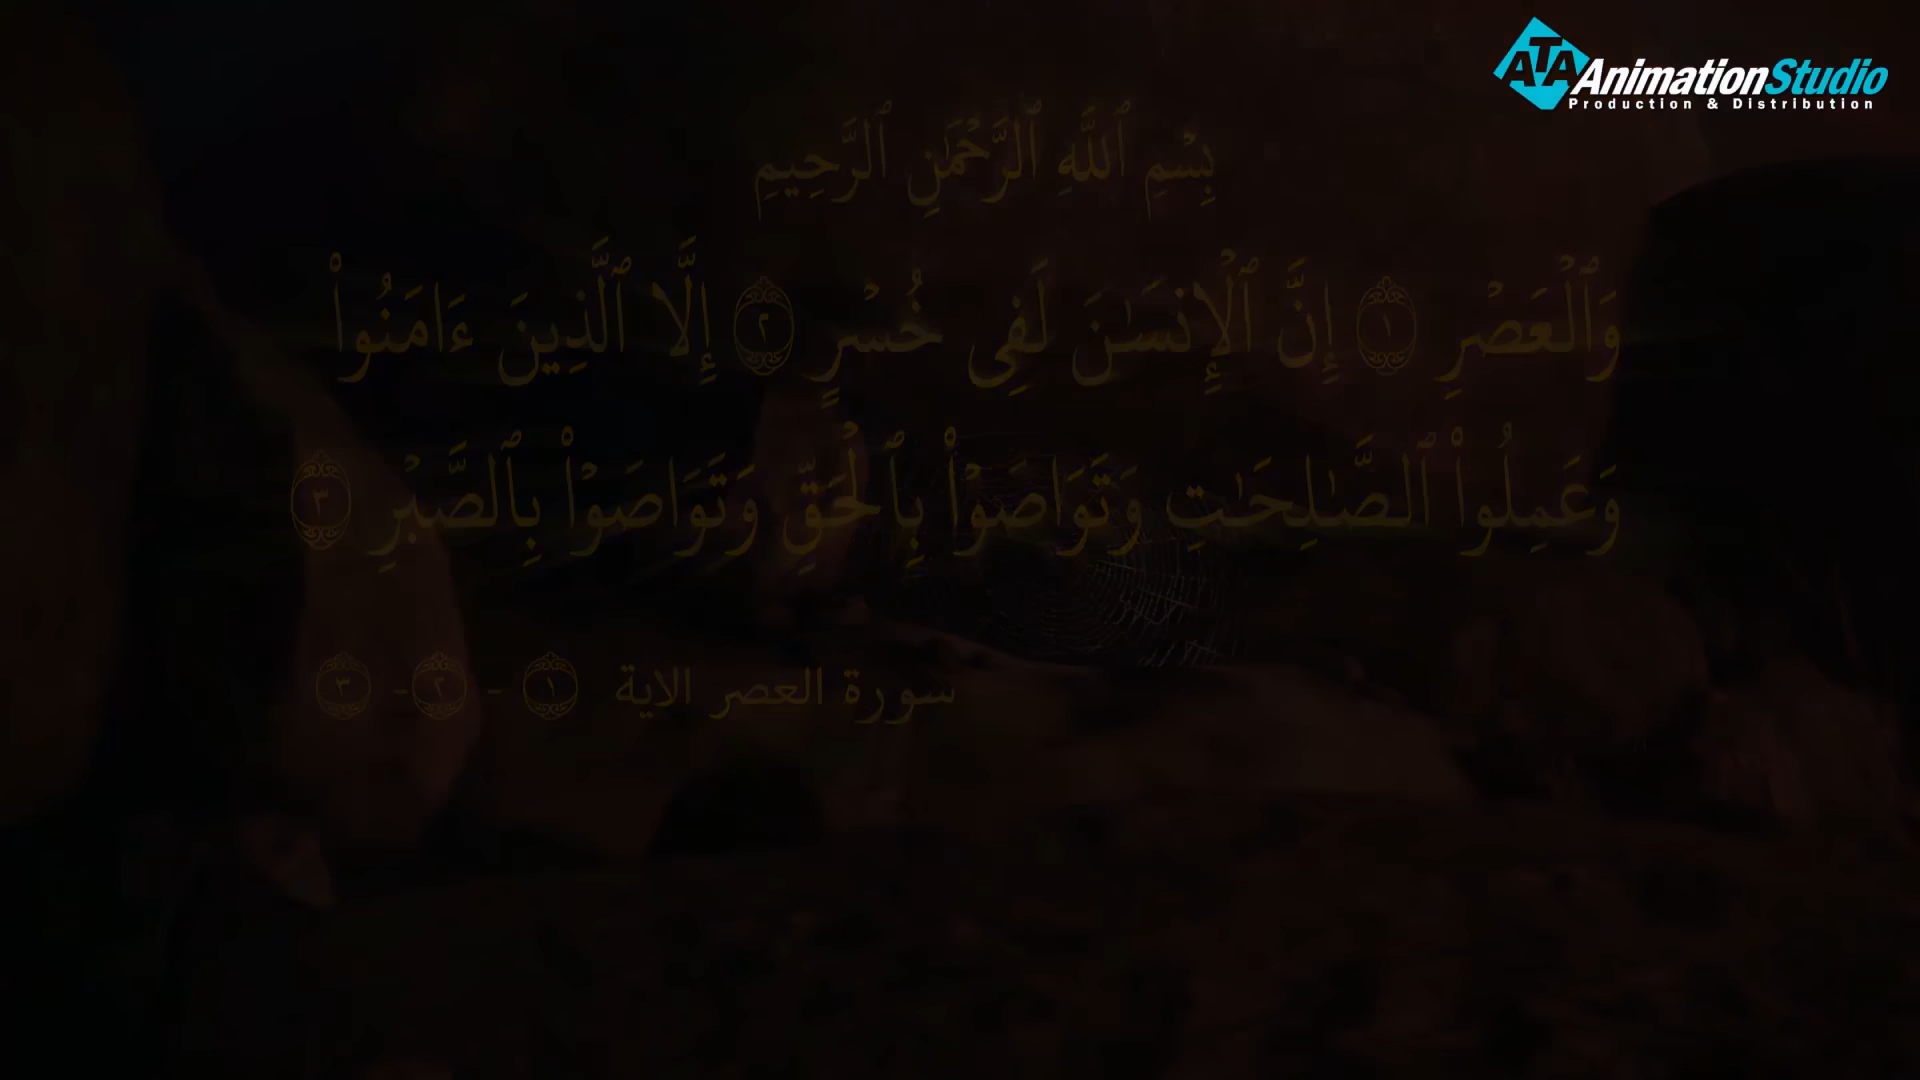 ATA AnimationStudio
Production & Distribution
بِسْمِ ٱللَّهِ ٱلرَّحْمَٰنِ ٱلرَّحِيمِ
وَٱلْعَصْرِ ١ إِنَّ ٱلْإِنسَـٰنَ لَفِى خُسْرٍ ٢ إِلَّا ٱلَّذِينَ ءَامَنُوا۟
وَعَمِلُوا۟ ٱلصَّـٰلِحَـٰتِ وَتَوَاصَوْا۟ بِٱلْحَقِّ وَتَوَاصَوْا۟ بِٱلصَّبْرِ ٣
سورة العصر الاية ١ - ٢ - ٣